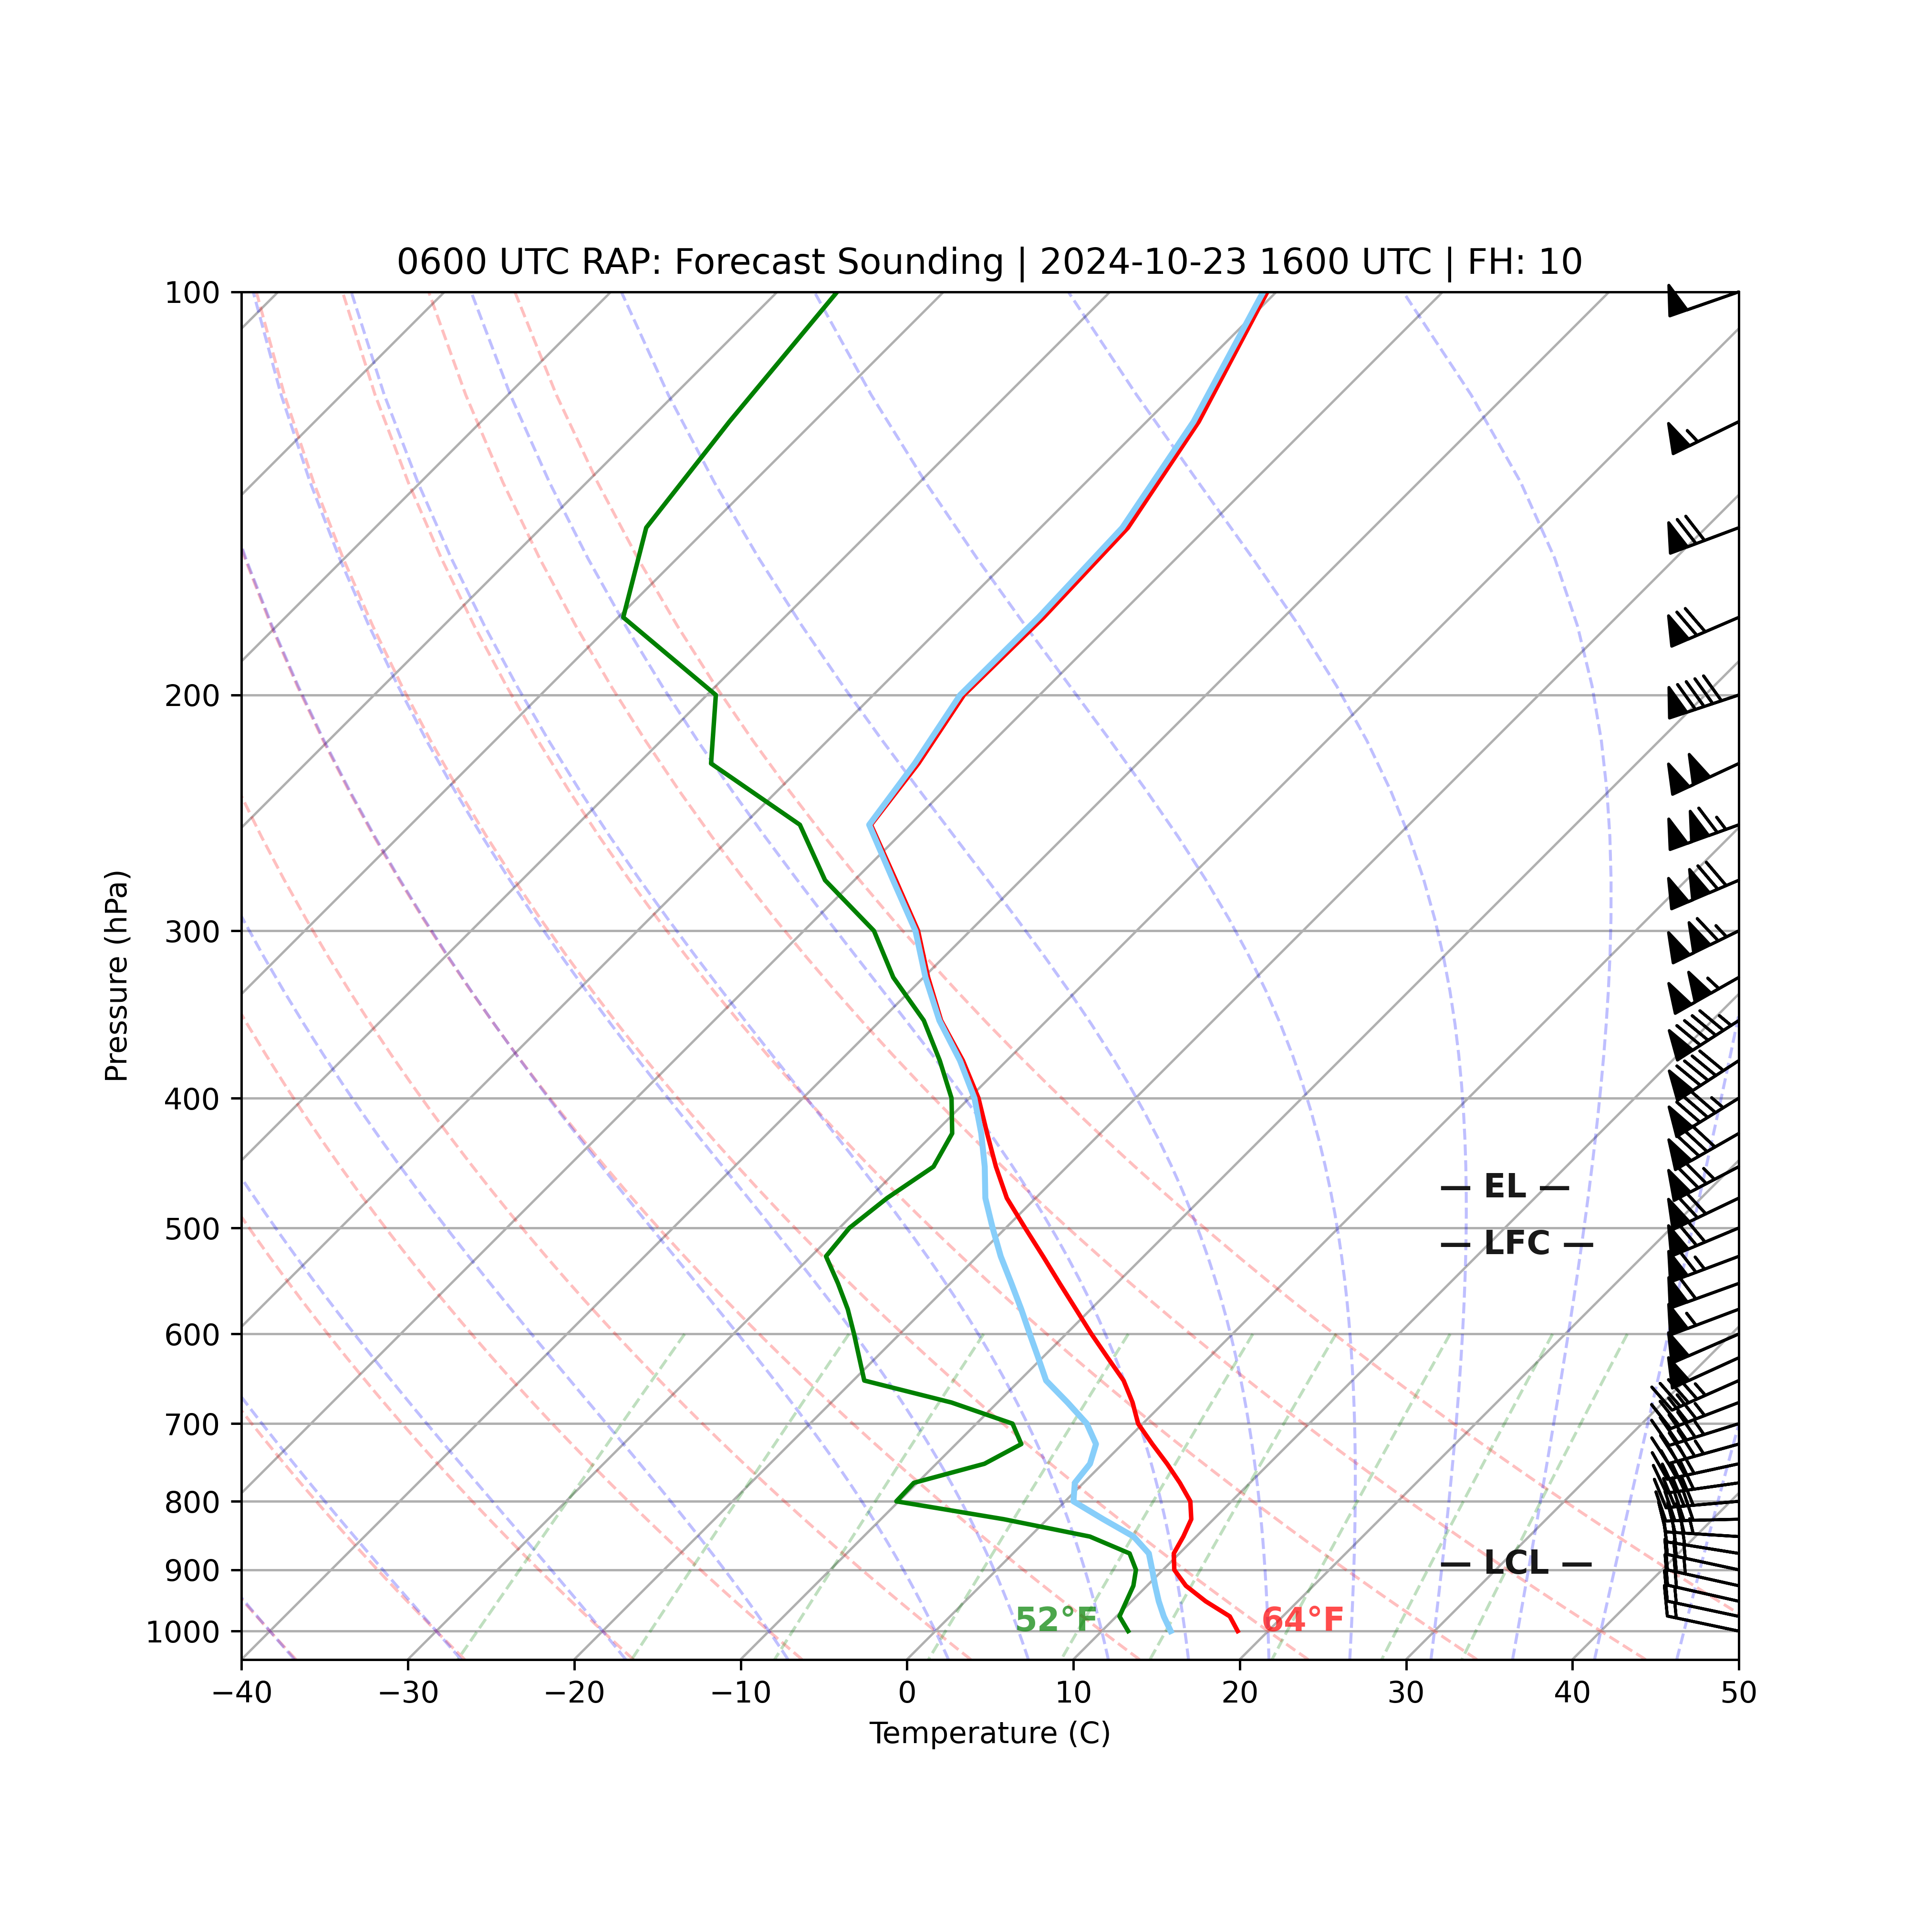 0600 UTC RAP: Forecast Sounding | 2024-10-23 1600 UTC | FH: 10
100
200
300
400
500
600
700
800
900
1000
Pressure (hPa)
— EL —
— LFC —
— LCL —
52°F
64°F
−40 −30 −20 −10 0 10 20 30 40 50
Temperature (C)